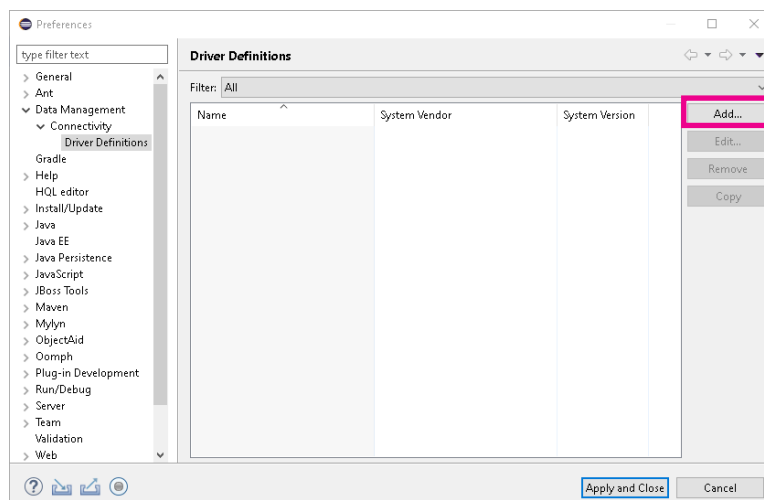 Preferences
type filter text
Driver Definitions
General
Ant
Data Management
Connectivity
Driver Definitions
Gradle
Help
HQL editor
Install/Update
Java
Java EE
Java Persistence
JavaScript
JBoss Tools
Maven
Mylyn
ObjectAid
Oomph
Plug-in Development
Run/Debug
Server
Team
Validation
Web
Filter: All
Name System Vendor System Version
Add...
Edit...
Remove
Copy
?
Apply and Close Cancel